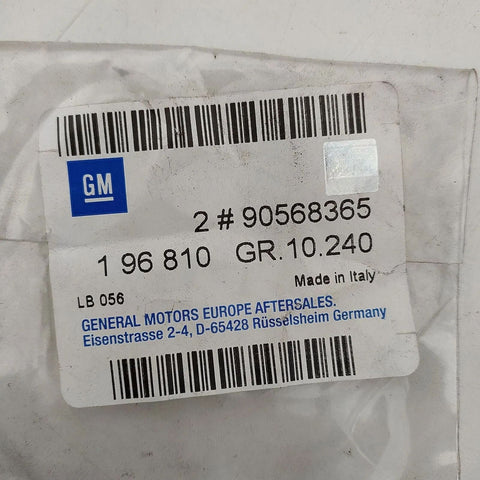 GM
2 # 90568365
1 96 810 GR.10.240
Made in Italy
LB 056
GENERAL MOTORS EUROPE AFTERSALES.
Eisenstrasse 2-4, D-65428 Rüsselsheim Germany